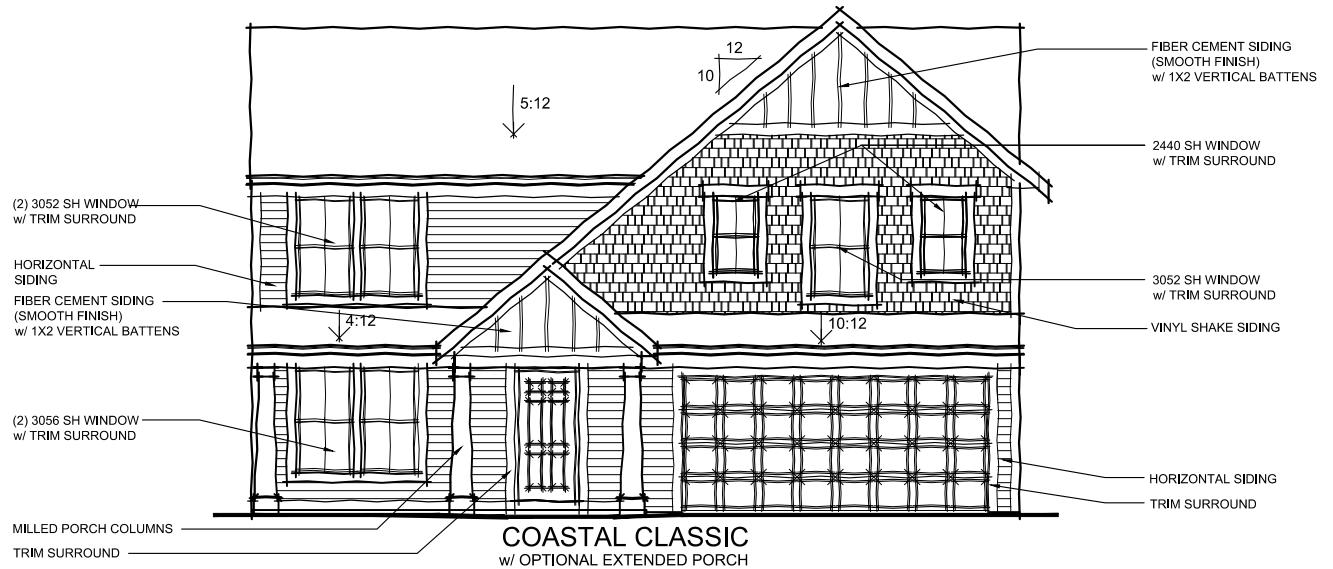 12
10
5:12
FIBER CEMENT SIDING
(SMOOTH FINISH)
w/ 1X2 VERTICAL BATTENS
2440 SH WINDOW
w/ TRIM SURROUND
(2) 3052 SH WINDOW
w/ TRIM SURROUND
HORIZONTAL
SIDING
FIBER CEMENT SIDING
(SMOOTH FINISH)
w/ 1X2 VERTICAL BATTENS
3052 SH WINDOW
w/ TRIM SURROUND
VINYL SHAKE SIDING
4:12
10:12
(2) 3056 SH WINDOW
w/ TRIM SURROUND
HORIZONTAL SIDING
TRIM SURROUND
MILLED PORCH COLUMNS
TRIM SURROUND
COASTAL CLASSIC
w/ OPTIONAL EXTENDED PORCH